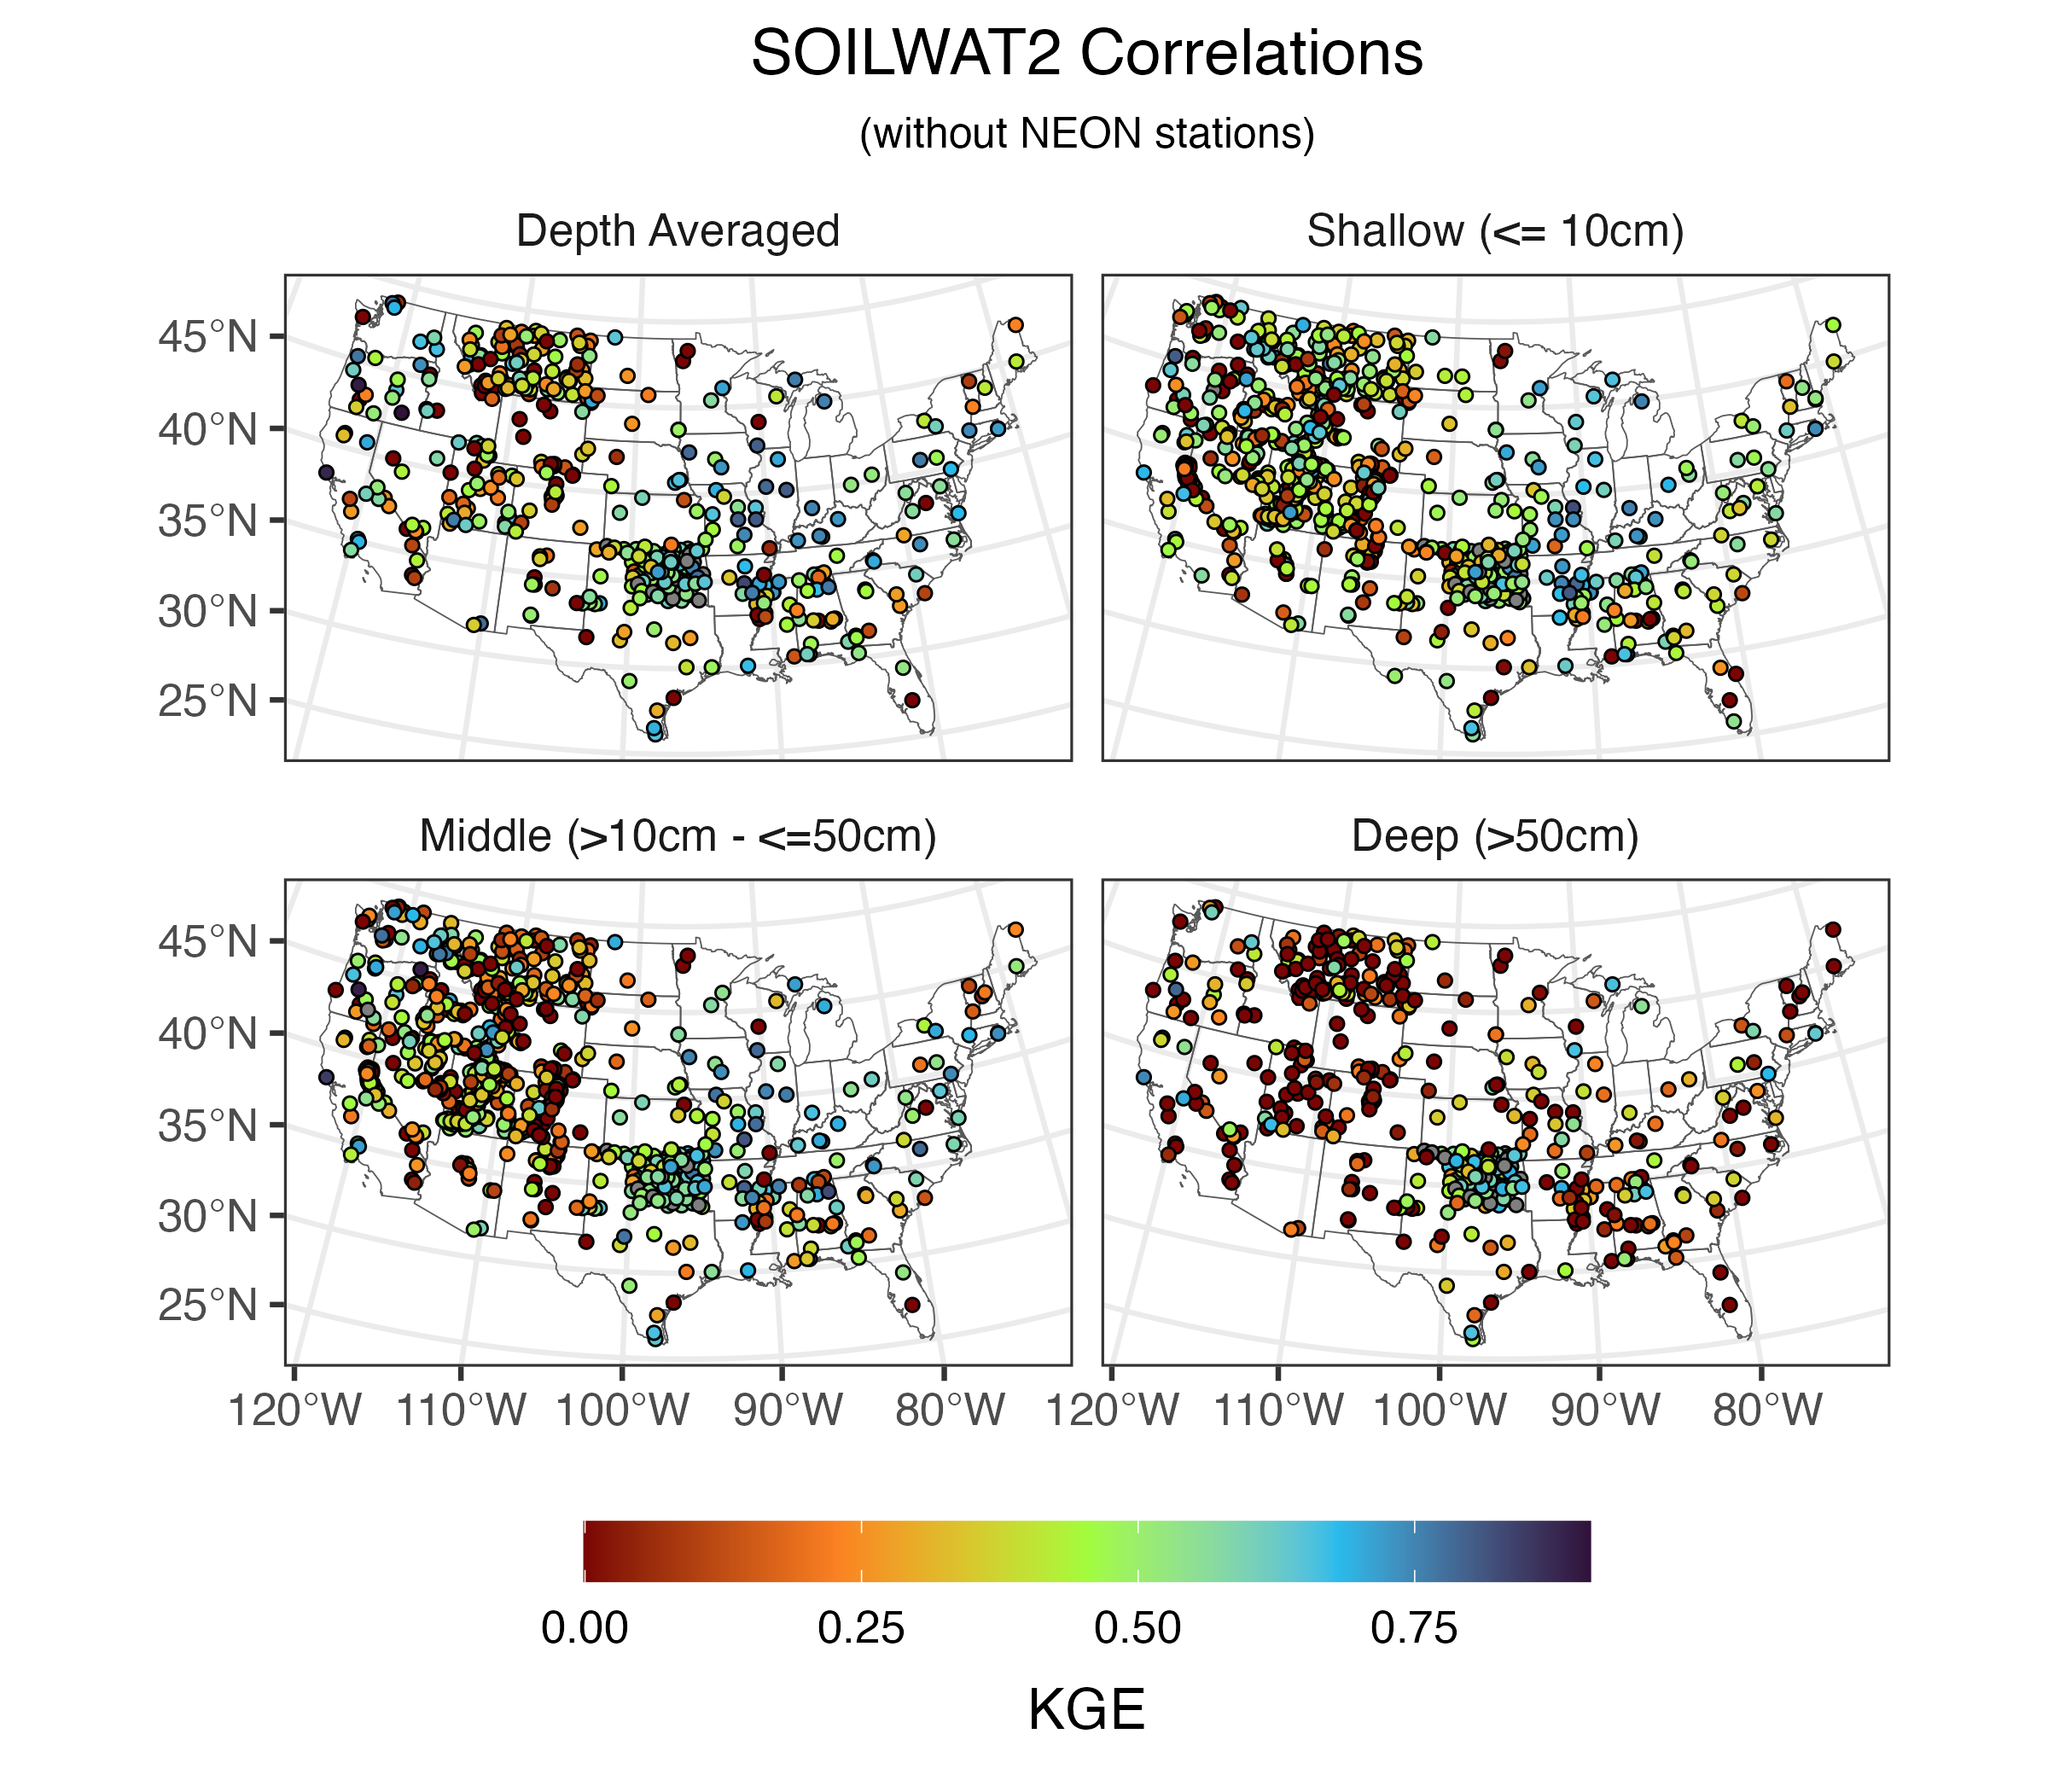 SOILWAT2 Correlations
(without NEON stations)
Depth Averaged
Shallow (<= 10cm)
45°N
40°N
35°N
30°N
25°N
Middle (>10cm - <=50cm)
Deep (>50cm)
45°N
40°N
35°N
30°N
25°N
120°W 110°W 100°W 90°W 80°W
120°W 110°W 100°W 90°W 80°W
0.00 0.25 0.50 0.75
KGE